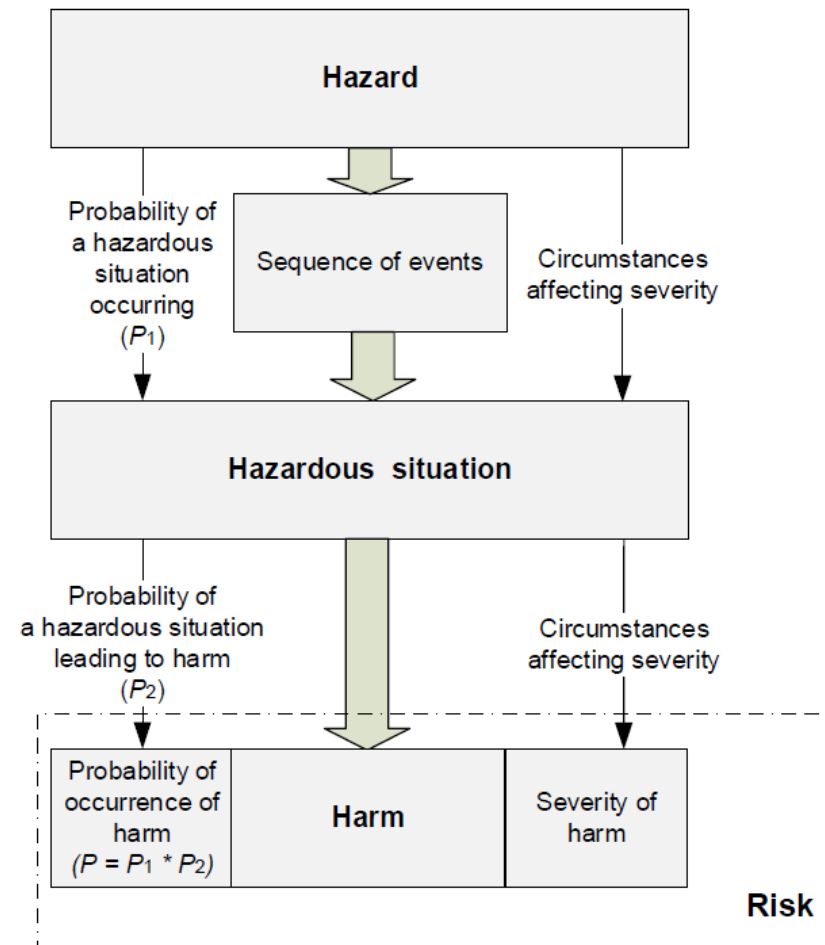 Hazard
Probability of
a hazardous
situation
occurring
(P1)
Sequence of events
Circumstances
affecting severity
Hazardous situation
Probability of
a hazardous situation
leading to harm
(P2)
Circumstances
affecting severity
Probability of
occurrence of
harm
(P = P1 * P2)
Harm
Severity of
harm
Risk